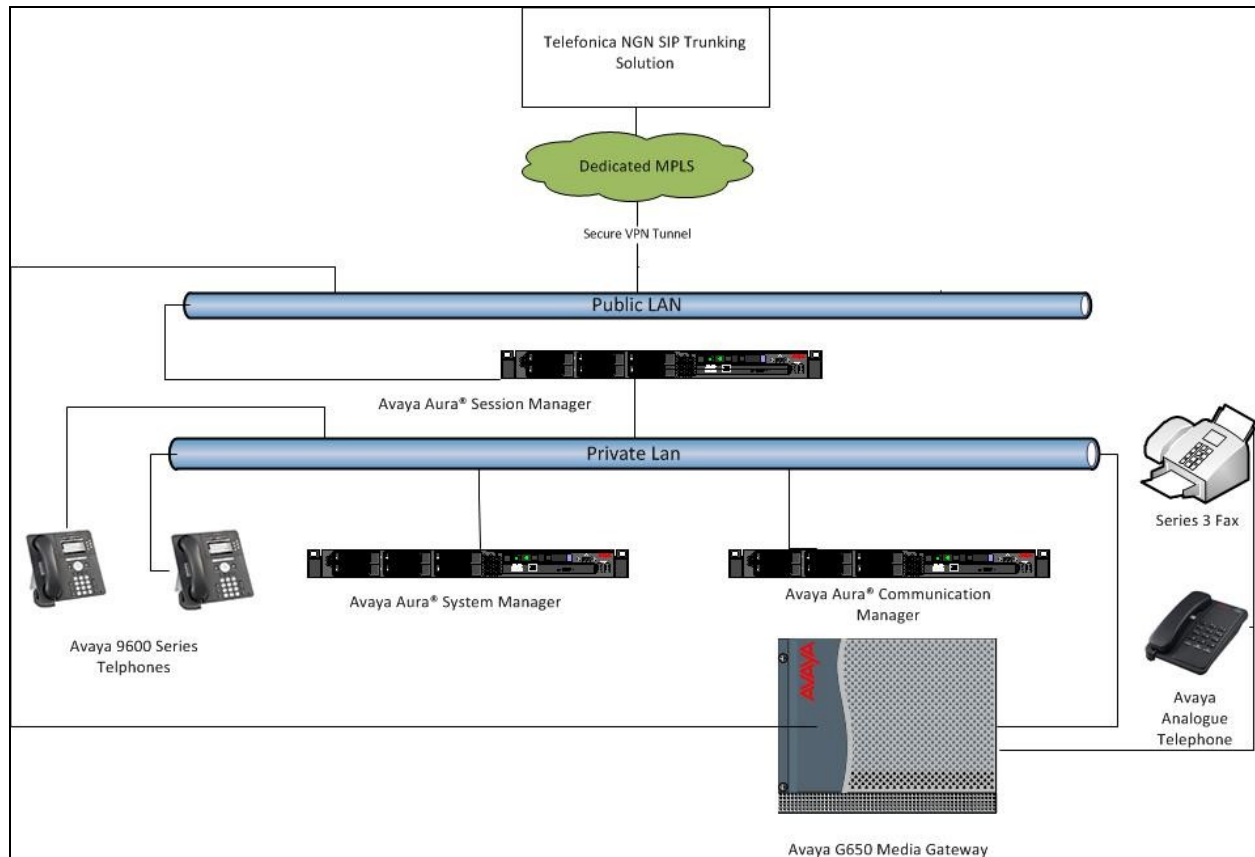 Telefonica NGN SIP Trunking
Solution
Dedicated MPLS
Secure VPN Tunnel
Public LAN
Avaya Aura® Session Manager
Private Lan
Series 3 Fax
Avaya Aura® System Manager
Avaya Aura® Communication
Manager
Avaya 9600 Series
Telphones
AVAYA
Avaya
Analogue
Telephone
Avaya G650 Media Gateway